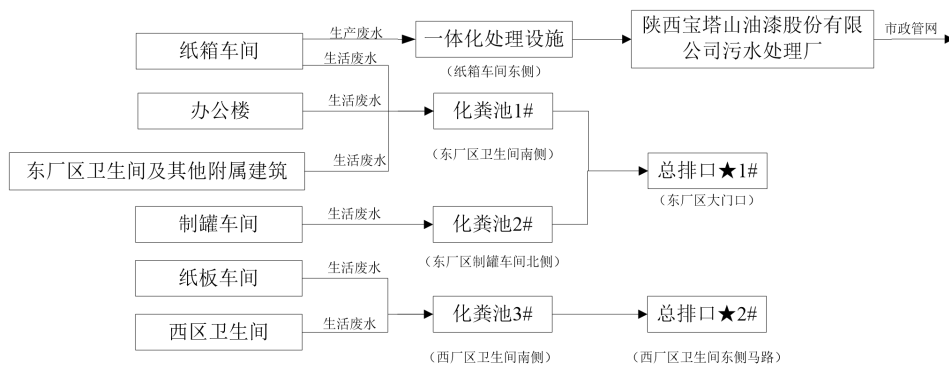 纸箱车间
生产废水
生活废水
一体化处理设施
（纸箱车间东侧）
陕西宝塔山油漆股份有限
公司污水处理厂
市政管网
办公楼
生活废水
化粪池1#
（东厂区卫生间南侧）
东厂区卫生间及其他附属建筑
生活废水
总排口★1#
（东厂区大门口）
制罐车间
生活废水
化粪池2#
（东厂区制罐车间北侧）
纸板车间
生活废水
西区卫生间
生活废水
化粪池3#
（西厂区卫生间南侧）
总排口★2#
（西厂区卫生间东侧马路）